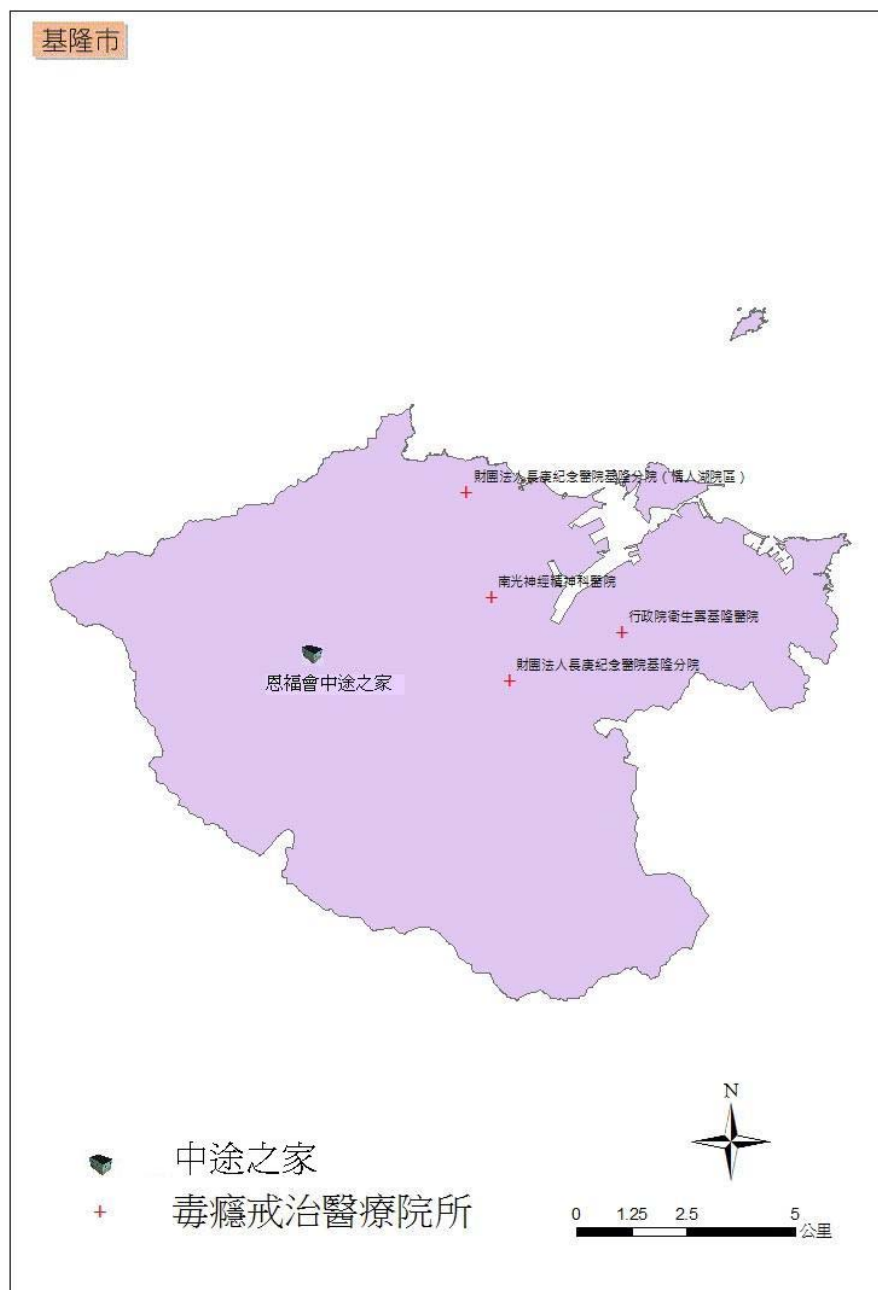 基隆市
財團法人長庚紀念醫院基隆分院（情人湖院區）
南光神經精神科醫院
行政院衛生署基隆醫院
財團法人長庚紀念醫院基隆分院
恩福會中途之家
N
中途之家
毒癮戒治醫療院所
0 1.25 2.5 5
公里